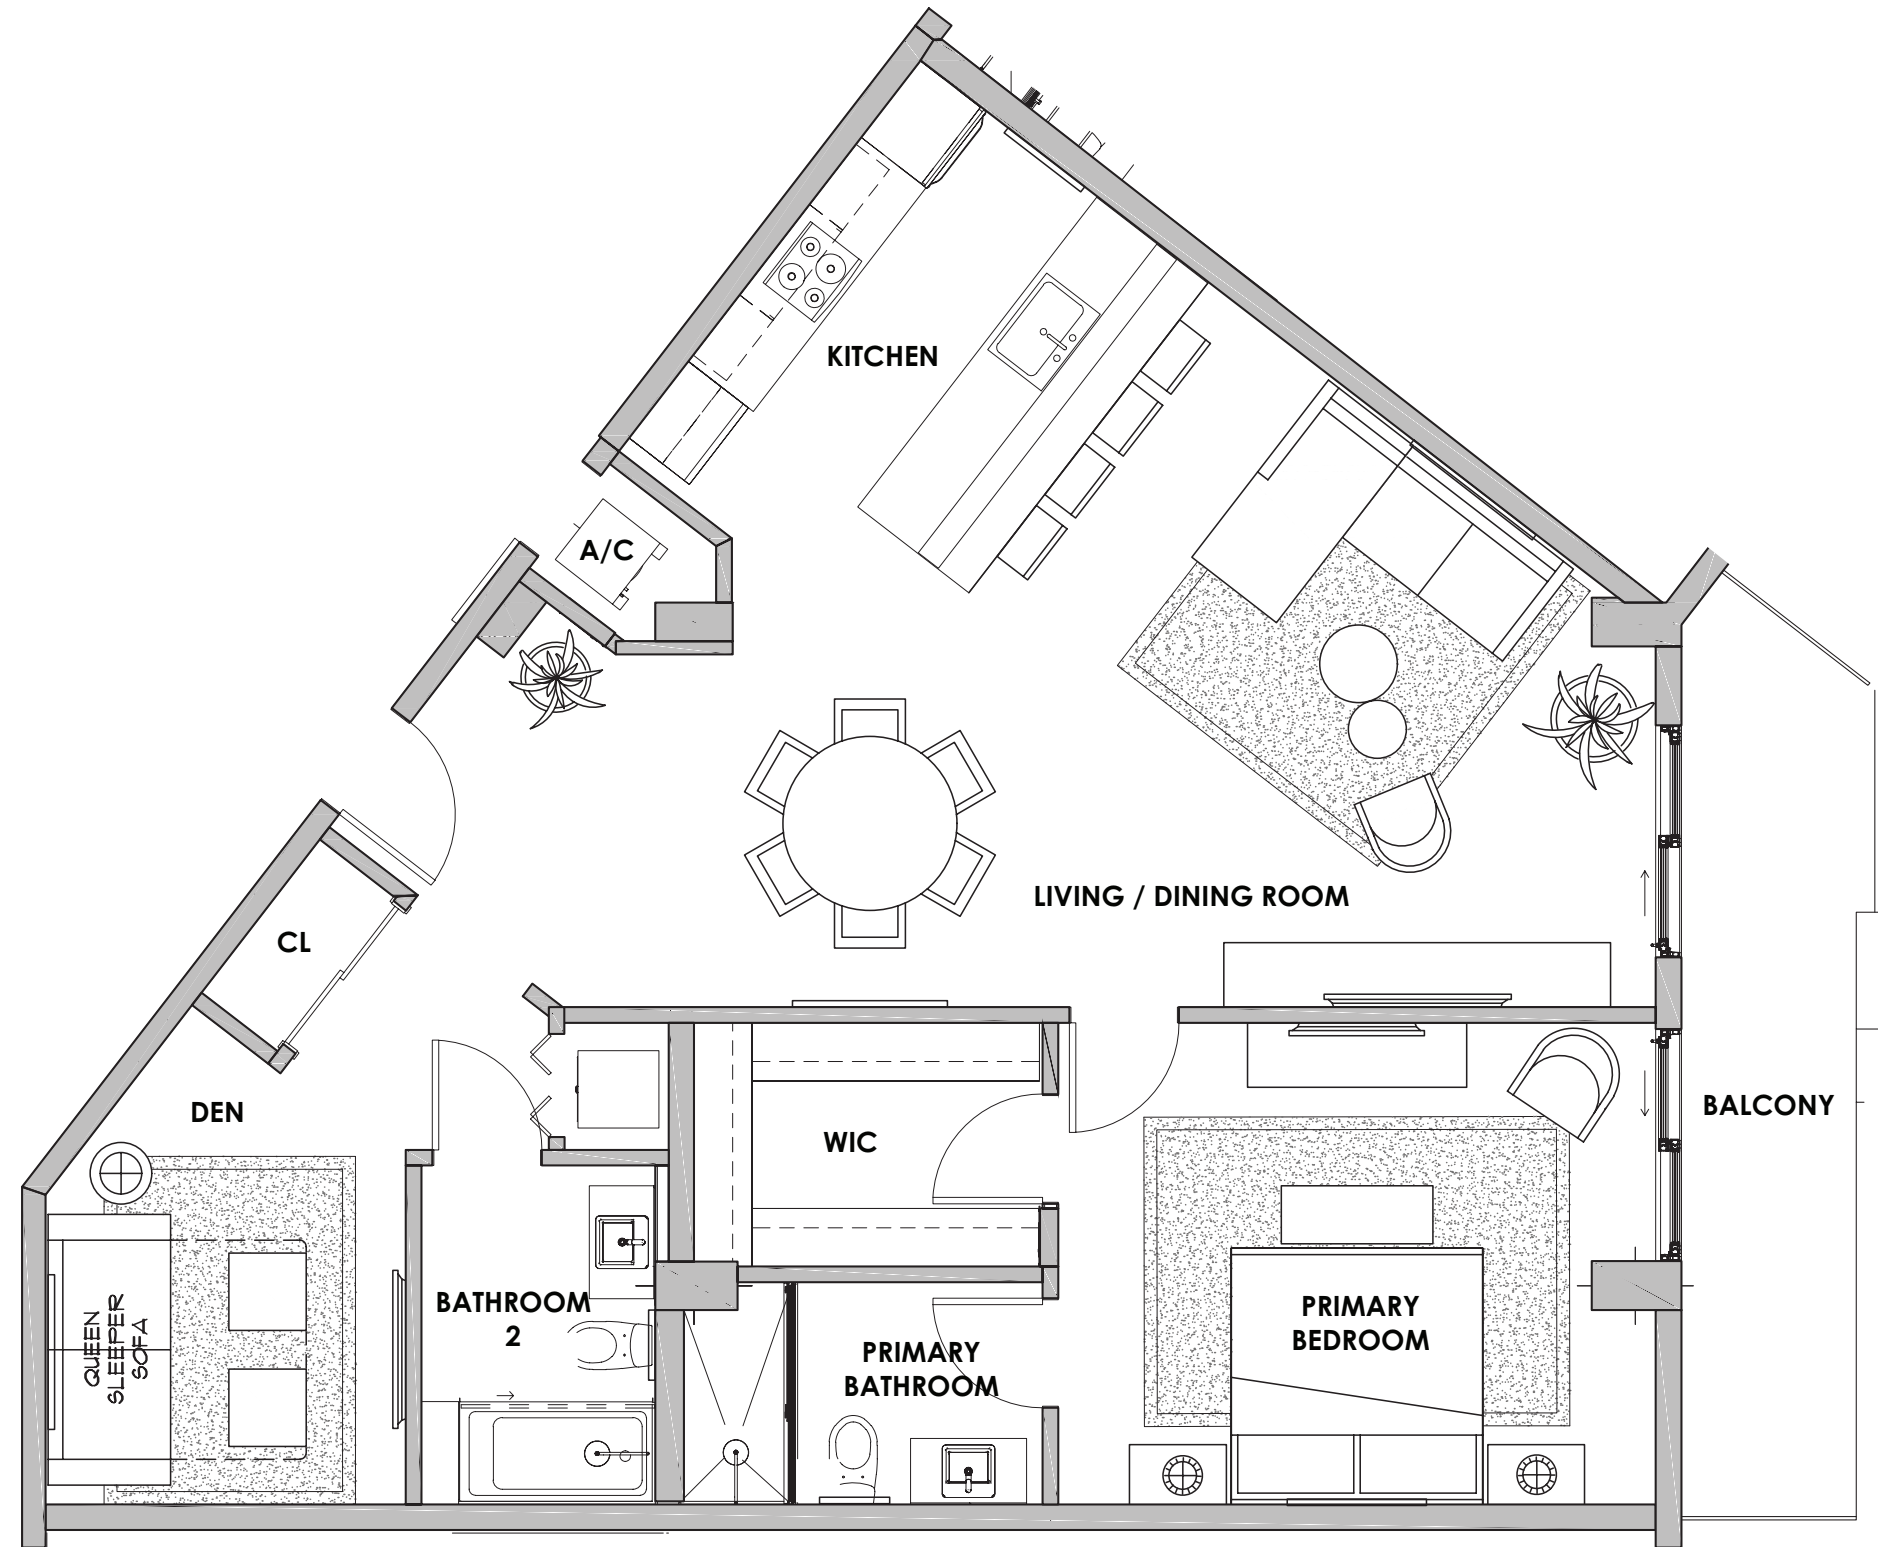 KITCHEN
A/C
LIVING / DINING ROOM
CL
DEN
WIC
BALCONY
BATHROOM
2
PRIMARY
BATHROOM
PRIMARY
BEDROOM
QUEEN
SLEEPER
SOFA